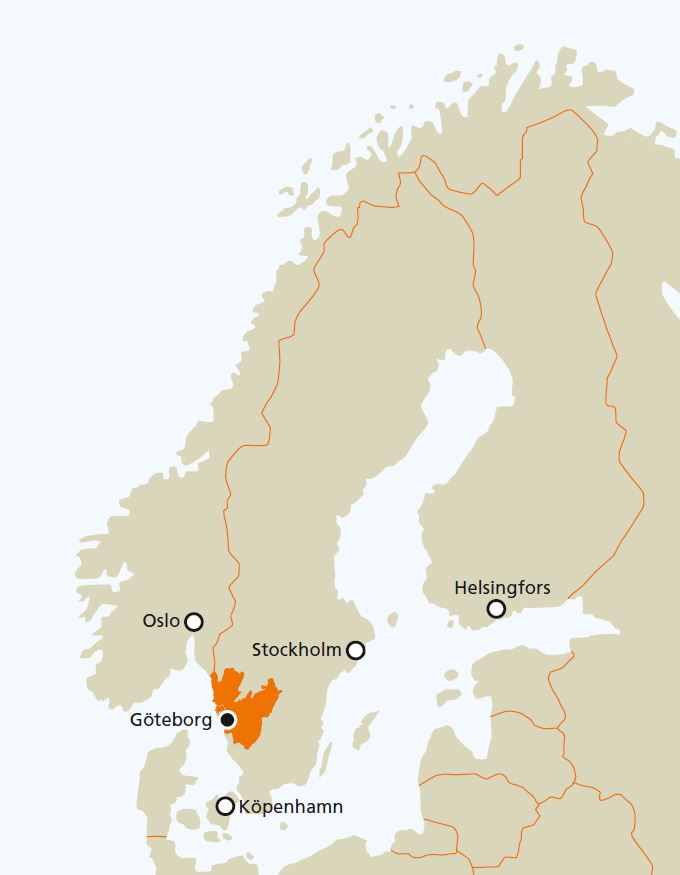 Helsingfors
Oslo
Stockholm
Göteborg
Köpenhamn